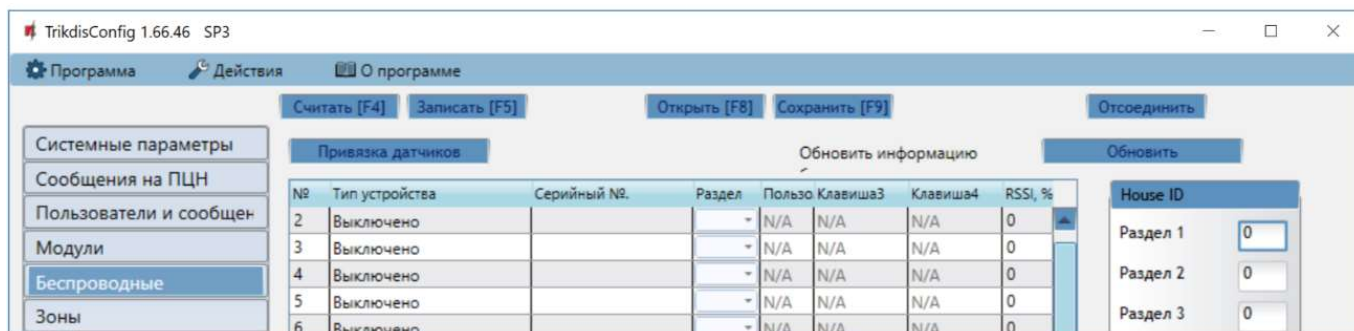 TrikdisConfig 1.66.46 SP3
Программа Действия О программе
Считать [F4] Записать [F5] Открыть [F8] Сохранить [F9] Отсоединить
Системные параметры
Сообщения на ПЦН
Пользователи и сообщен
Модули
Беспроводные
Зоны
Привязка датчиков Обновить информацию Обновить
№ Тип устройства Серийный №. Раздел Пользо Клавиша3 Клавиша4 RSSI, %
2 Выключено N/A N/A N/A 0
3 Выключено N/A N/A N/A 0
4 Выключено N/A N/A N/A 0
5 Выключено N/A N/A N/A 0
6 Выключено N/A N/A N/A 0
House ID
Раздел 1 0
Раздел 2 0
Раздел 3 0